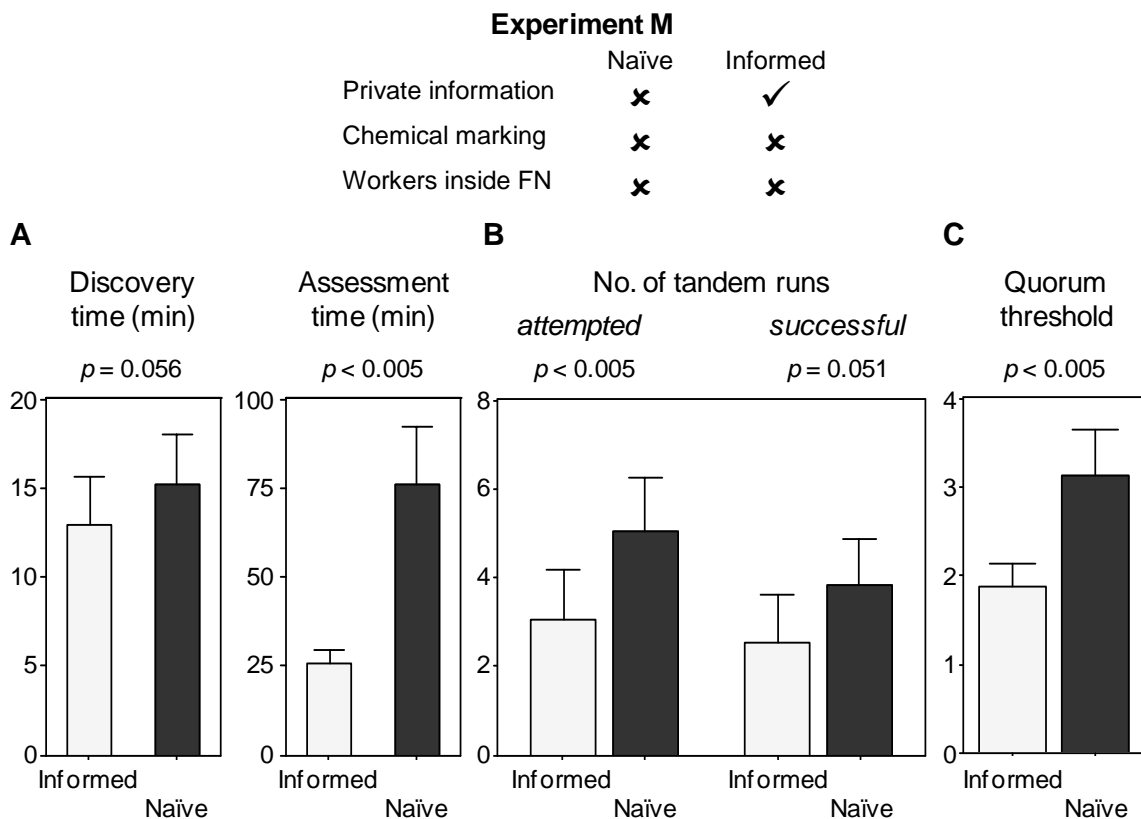 Experiment M
Naïve Informed
Private information ✘ ✓
Chemical marking ✘ ✘
Workers inside FN ✘ ✘
A
Discovery
time (min)
p = 0.056
20
15
10
5
0
Informed
Naïve
Assessment
time (min)
p < 0.005
100
75
50
25
0
Informed
Naïve
B
No. of tandem runs
attempted successful
p < 0.005 p = 0.051
8
6
4
2
0
Informed Informed
Naïve Naïve
C
Quorum
threshold
p < 0.005
4
3
2
1
0
Informed
Naïve